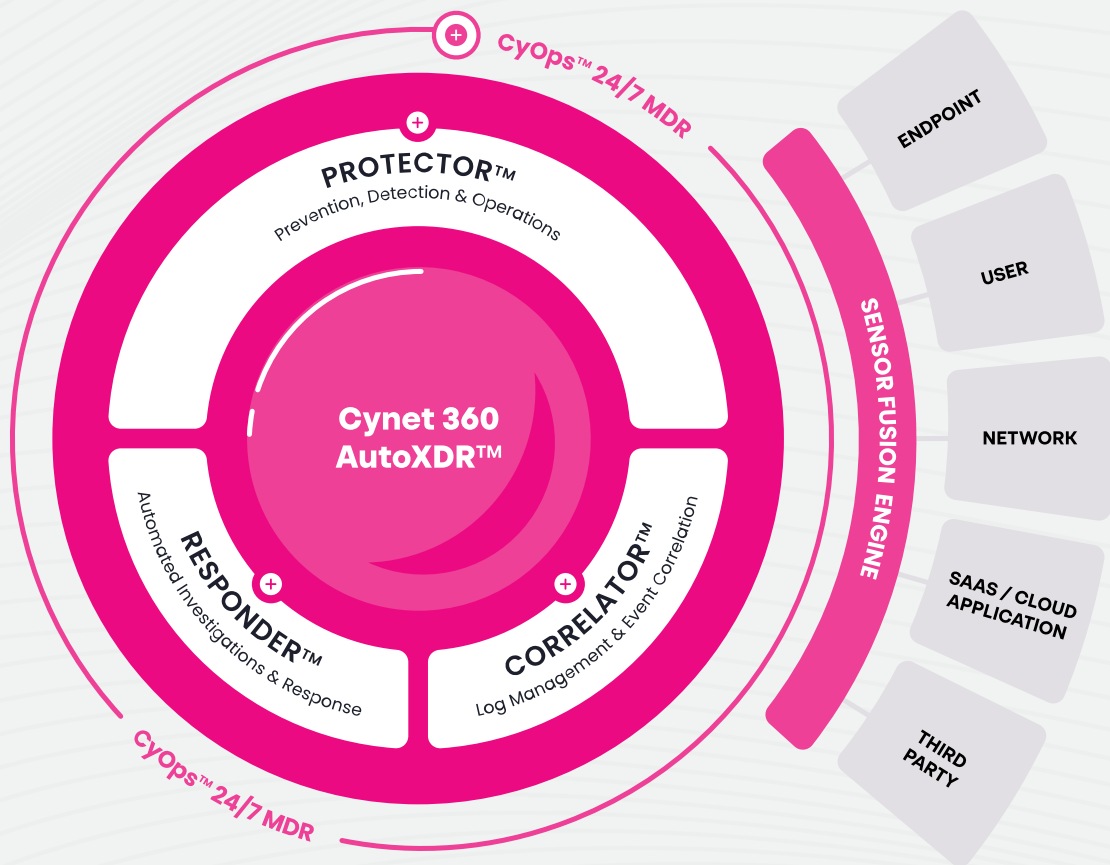 CyOps™ 24/7 MDR
PROTECTOR™
Prevention, Detection & Operations
Cynet 360
AutoXDR™
RESPONDER™
Automated Investigations & Response
CORRELATOR™
Log Management & Event Correlation
CyOps™ 24/7 MDR
SENSOR FUSION ENGINE
ENDPOINT
USER
NETWORK
SAAS / CLOUD
APPLICATION
THIRD
PARTY